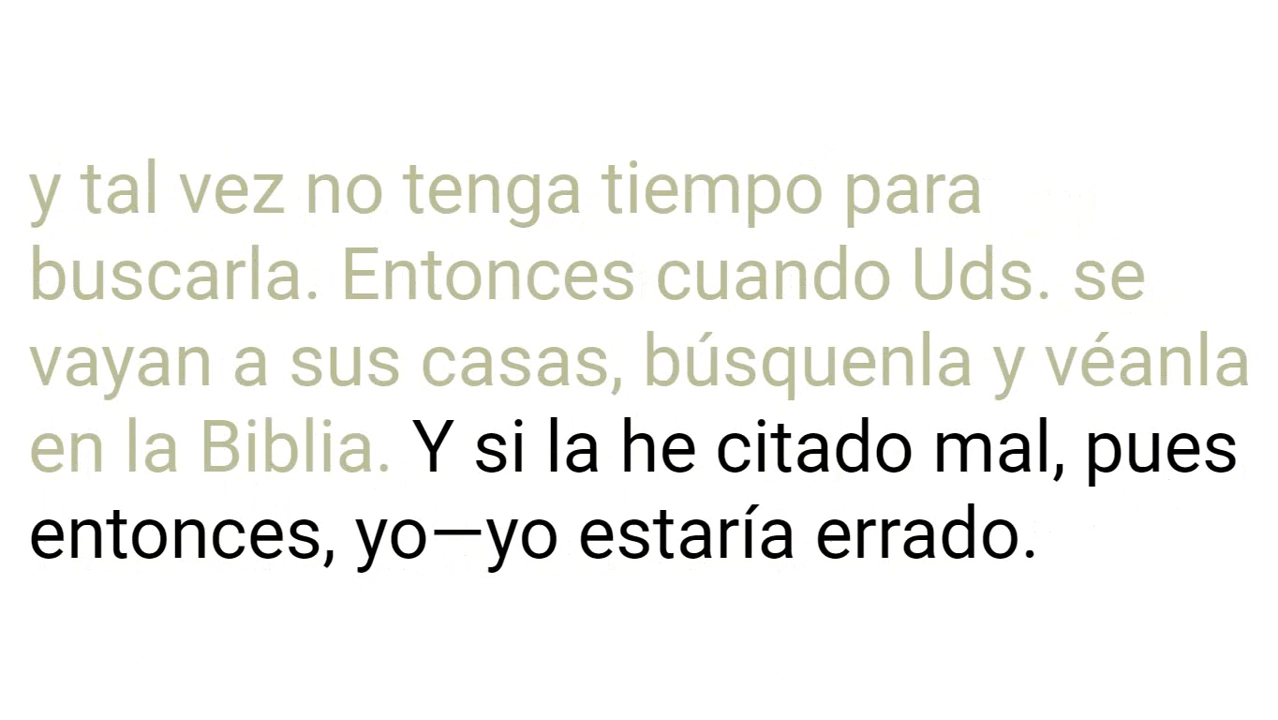 y tal vez no tenga tiempo para
buscarla. Entonces cuando Uds. se
vayan a sus casas, búsquenla y véanla
en la Biblia. Y si la he citado mal, pues
entonces, yo—yo estaría errado.